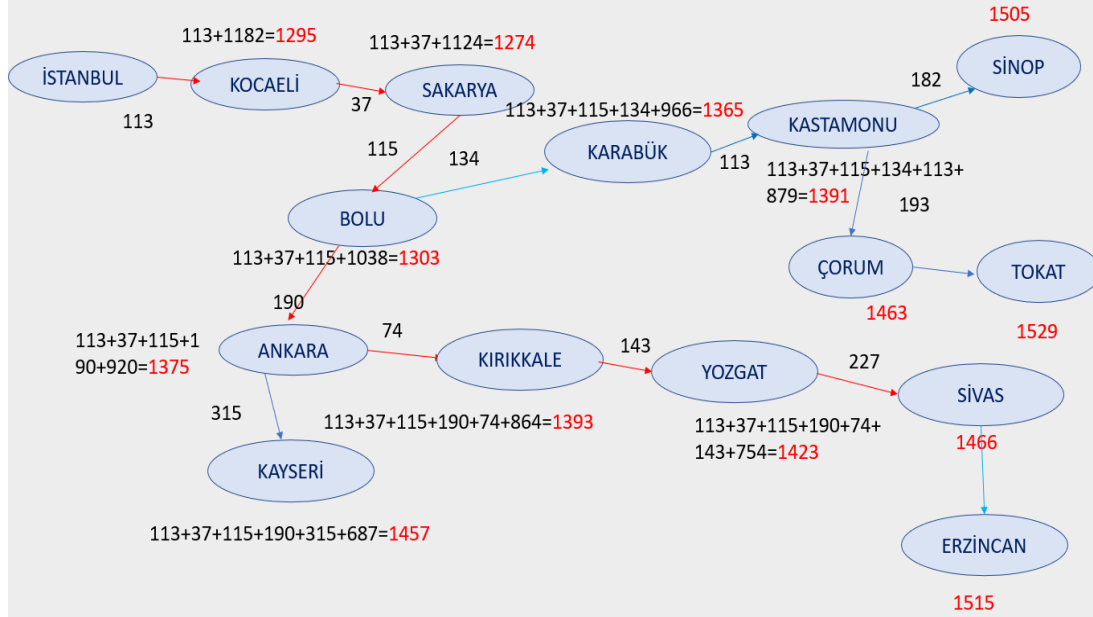 1505
113+1182=1295
113+37+1124=1274
İSTANBUL
KOCAELİ
SAKARYA
SİNOP
113
37
182
113+37+115+134+966=1365
KASTAMONU
115
134
KARABÜK
113
113+37+115+134+113+
879=1391
193
BOLU
113+37+115+1038=1303
ÇORUM
TOKAT
1463
1529
190
113+37+115+1
90+920=1375
ANKARA
74
KIRIKKALE
143
YOZGAT
227
SİVAS
315
113+37+115+190+74+864=1393
113+37+115+190+74+
143+754=1423
1466
KAYSERİ
113+37+115+190+315+687=1457
ERZİNCAN
1515